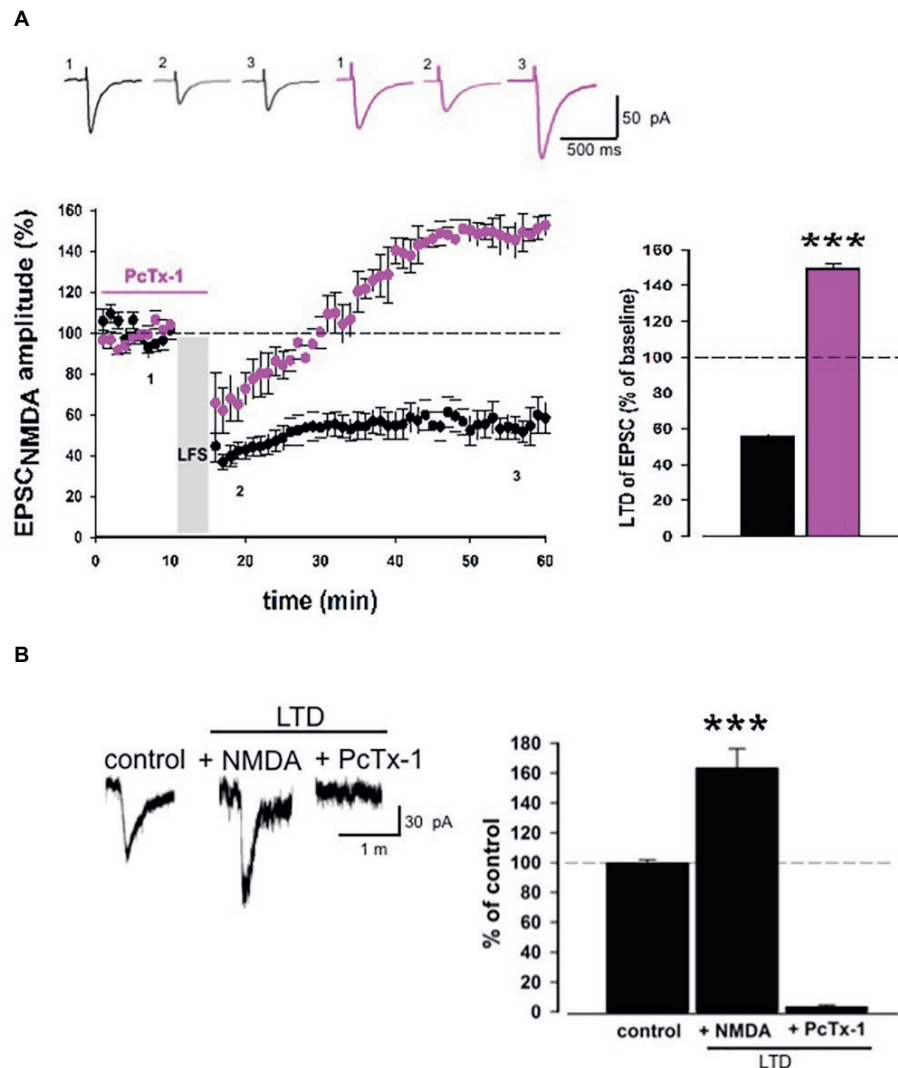 A
1 2 3 1 2 3
50 pA
500 ms
EPSCNMDA amplitude (%)
160
140
120
100
80
60
40
20
0
PcTx-1
1
LFS
2
3
0 10 20 30 40 50 60
time (min)
LTD of EPSC (% of baseline)
160
140
120
100
80
60
40
20
0
***
B
LTD
control + NMDA + PcTx-1
30 pA
1 m
% of control
180
160
140
120
100
80
60
40
20
0
***
control + NMDA + PcTx-1
LTD